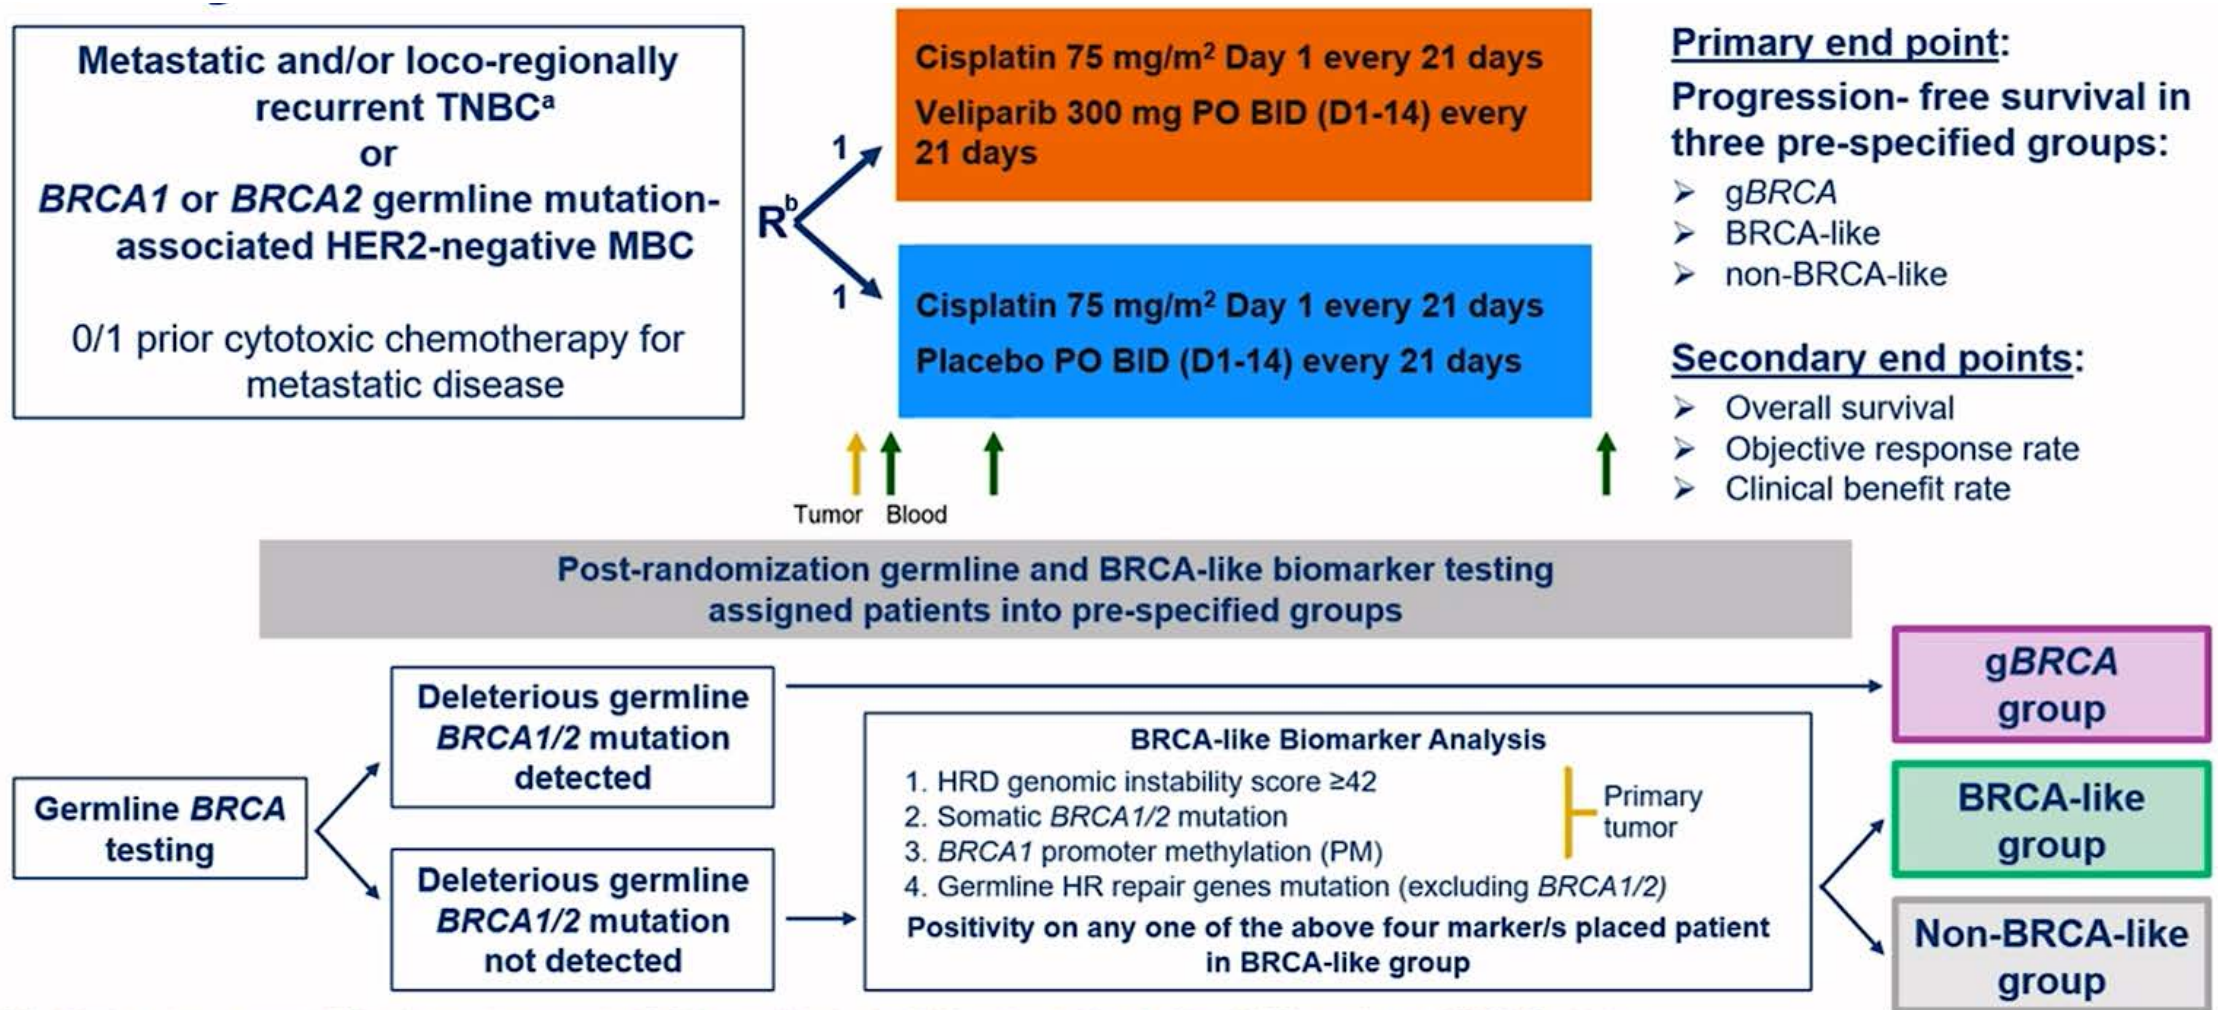 Metastatic and/or loco-regionally
recurrent TNBCᵃ
or
BRCA1 or BRCA2 germline mutation-
associated HER2-negative MBC
0/1 prior cytotoxic chemotherapy for
metastatic disease
Rᵇ
1
1
Cisplatin 75 mg/m² Day 1 every 21 days
Veliparib 300 mg PO BID (D1-14) every
21 days
Cisplatin 75 mg/m² Day 1 every 21 days
Placebo PO BID (D1-14) every 21 days
Tumor
Blood
Primary end point:
Progression- free survival in
three pre-specified groups:
➢ gBRCA
➢ BRCA-like
➢ non-BRCA-like
Secondary end points:
➢ Overall survival
➢ Objective response rate
➢ Clinical benefit rate
Post-randomization germline and BRCA-like biomarker testing
assigned patients into pre-specified groups
Germline BRCA
testing
Deleterious germline
BRCA1/2 mutation
detected
Deleterious germline
BRCA1/2 mutation
not detected
BRCA-like Biomarker Analysis
1. HRD genomic instability score ≥42
2. Somatic BRCA1/2 mutation
3. BRCA1 promoter methylation (PM)
4. Germline HR repair genes mutation (excluding BRCA1/2)
Primary
tumor
Positivity on any one of the above four marker/s placed patient
in BRCA-like group
gBRCA
group
BRCA-like
group
Non-BRCA-like
group